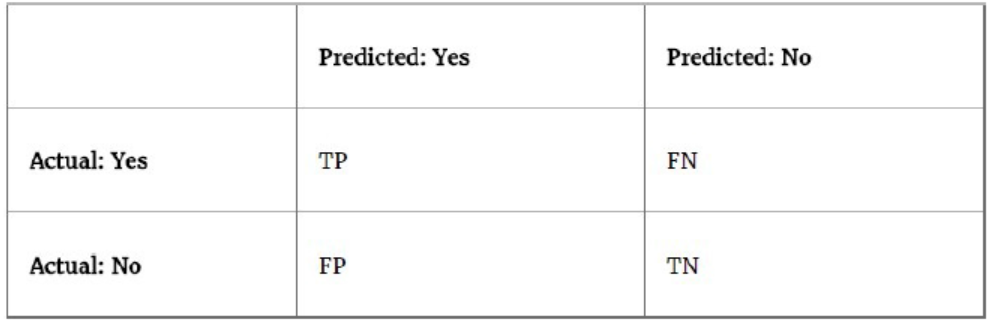 Predicted: Yes Predicted: No
Actual: Yes TP FN
Actual: No FP TN